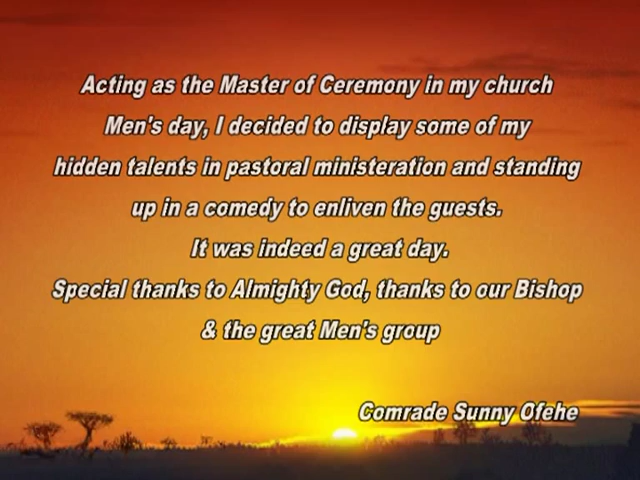 Acting as the Master of Ceremony in my church
Men's day, I decided to display some of my
hidden talents in pastoral ministeration and standing
up in a comedy to enliven the guests.
It was indeed a great day.
Special thanks to Almighty God, thanks to our Bishop
& the great Men's group
Comrade Sunny Ofehe